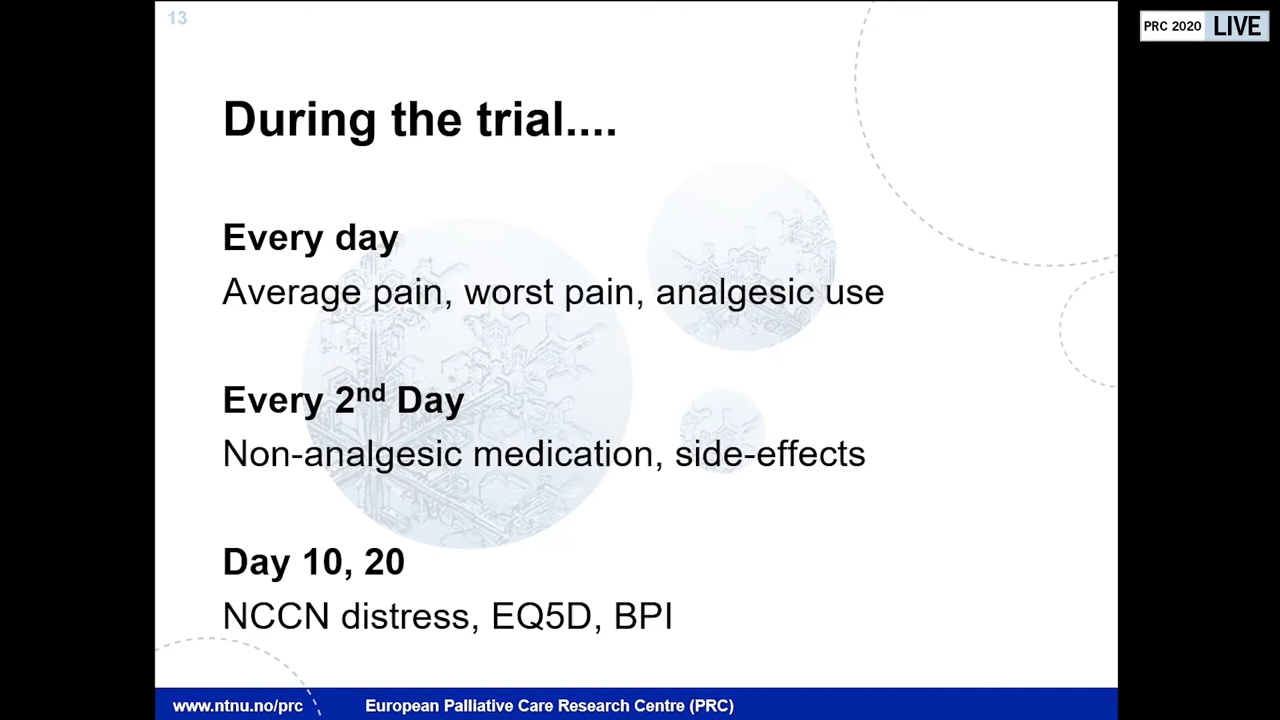 13
PRC 2020 LIVE
During the trial....
Every day
Average pain, worst pain, analgesic use
Every 2nd Day
Non-analgesic medication, side-effects
Day 10, 20
NCCN distress, EQ5D, BPI
www.ntnu.no/prc European Palliative Care Research Centre (PRC)